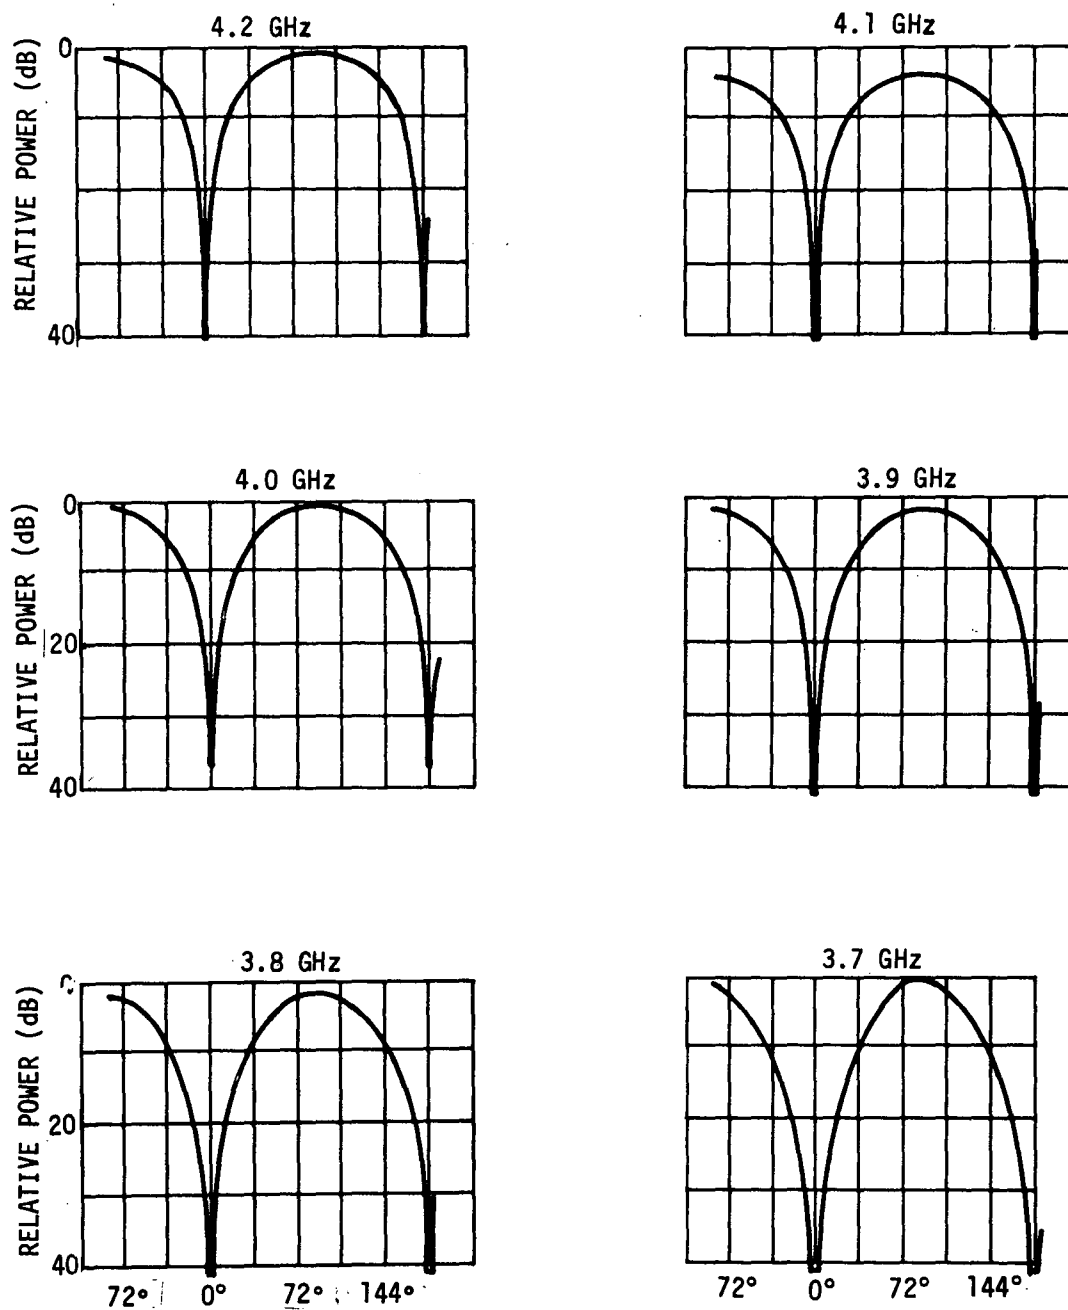 4.2 GHz
4.1 GHz
RELATIVE POWER (dB)
0
40
4.0 GHz
3.9 GHz
RELATIVE POWER (dB)
0
20
40
3.8 GHz
3.7 GHz
RELATIVE POWER (dB)
20
40
72° 0° 72° 144°
72° 0° 72° 144°